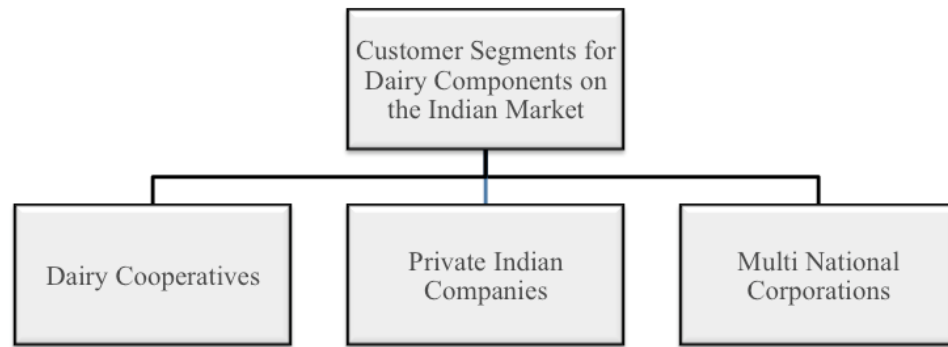 Customer Segments for
Dairy Components on
the Indian Market
Dairy Cooperatives
Private Indian
Companies
Multi National
Corporations